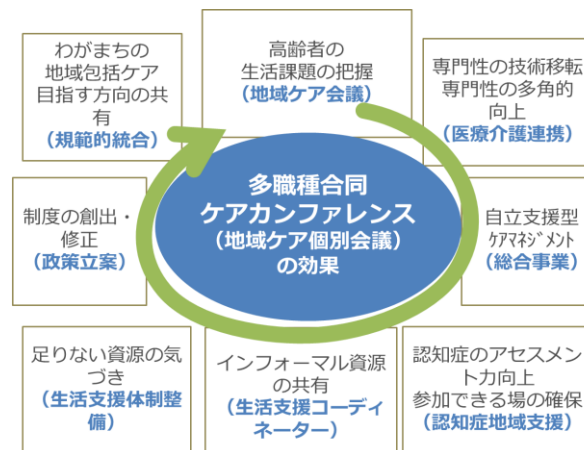 わがまちの
地域包括ケア
目指す方向の共
有
（規範的統合）
高齢者の
生活課題の把握
（地域ケア会議）
専門性の技術移転
専門性の多角的
向上
（医療介護連携）
制度の創出・
修正
（政策立案）
多職種合同
ケアカンファレンス
（地域ケア個別会議）
の効果
自立支援型
ｹｱﾏﾈｼﾞﾒﾝﾄ
（総合事業）
足りない資源の気
づき
（生活支援体制整
備）
インフォーマル資源
の共有
（生活支援コーディ
ネーター）
認知症のアセスメン
ト力向上
参加できる場の確保
（認知症地域支援）